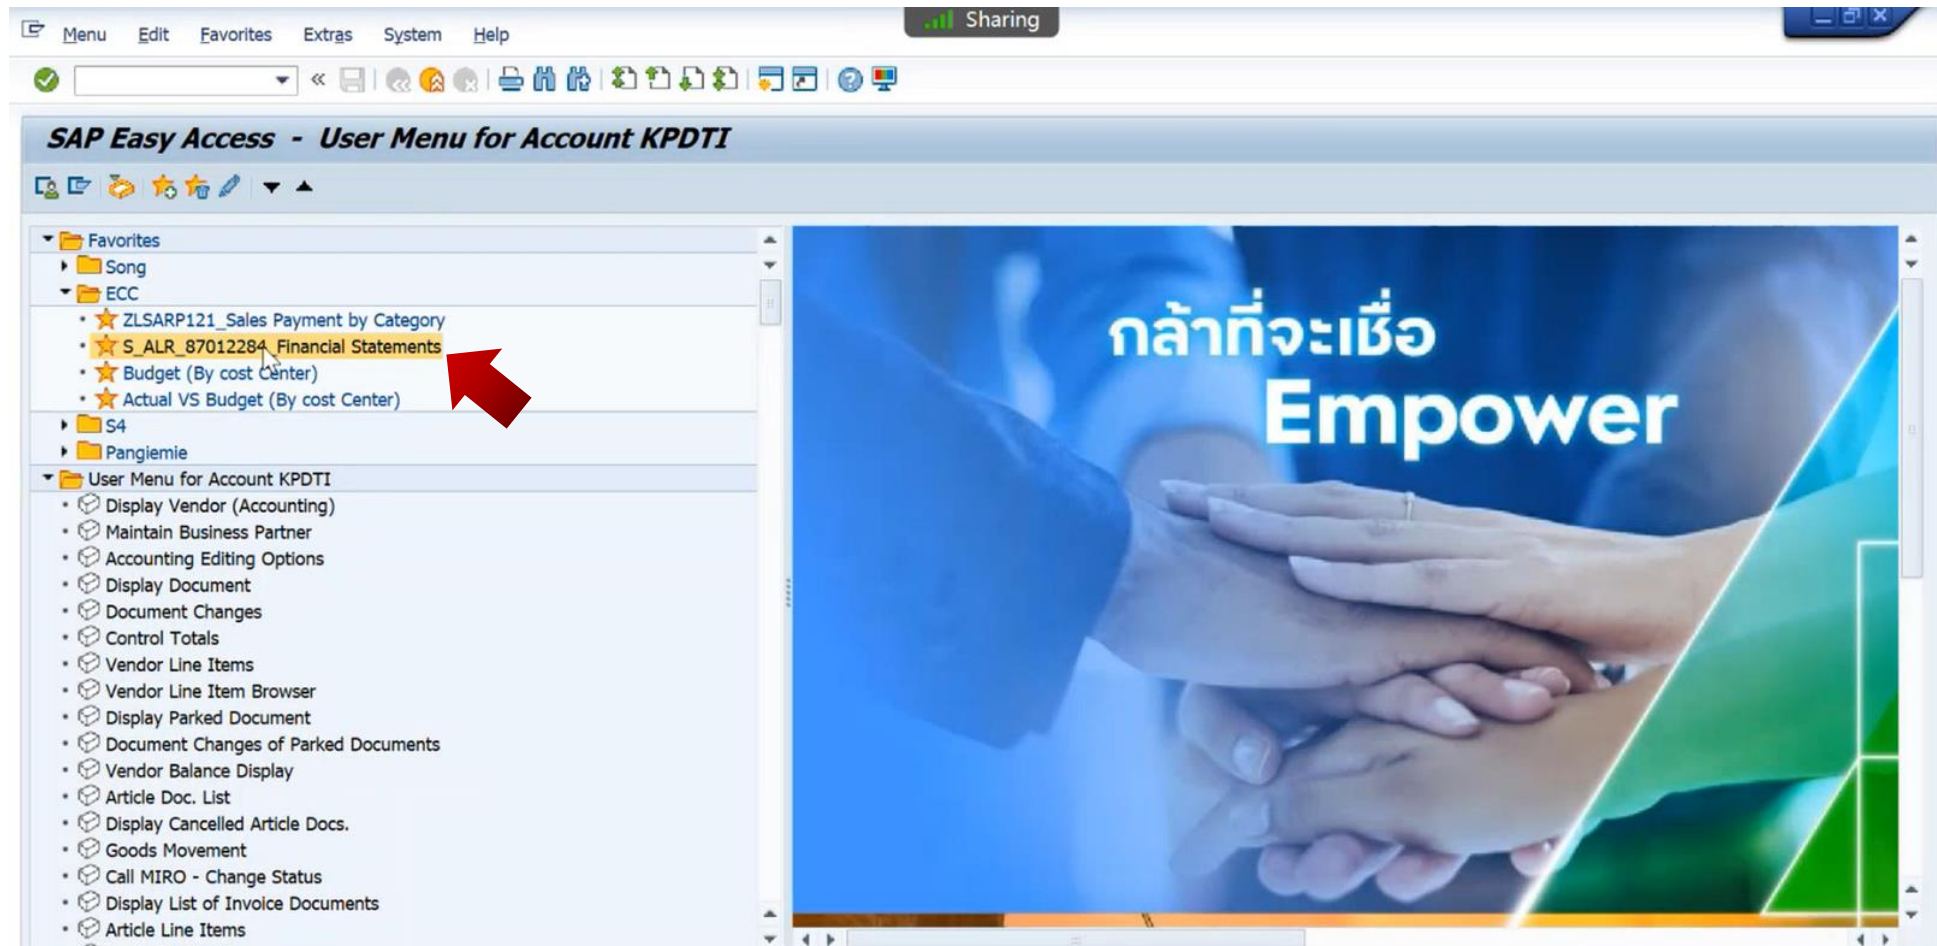 Sharing
Menu Edit Favorites Extras System Help
SAP Easy Access - User Menu for Account KPDTI
Favorites
Song
ECC
ZLSARP121_Sales Payment by Category
S_ALR_87012284_Financial Statements
Budget (By cost Center)
Actual VS Budget (By cost Center)
S4
Pangiemie
User Menu for Account KPDTI
Display Vendor (Accounting)
Maintain Business Partner
Accounting Editing Options
Display Document
Document Changes
Control Totals
Vendor Line Items
Vendor Line Item Browser
Display Parked Document
Document Changes of Parked Documents
Vendor Balance Display
Article Doc. List
Display Cancelled Article Docs.
Goods Movement
Call MIRO - Change Status
Display List of Invoice Documents
Article Line Items
กล้าที่จะเชื่อ
Empower